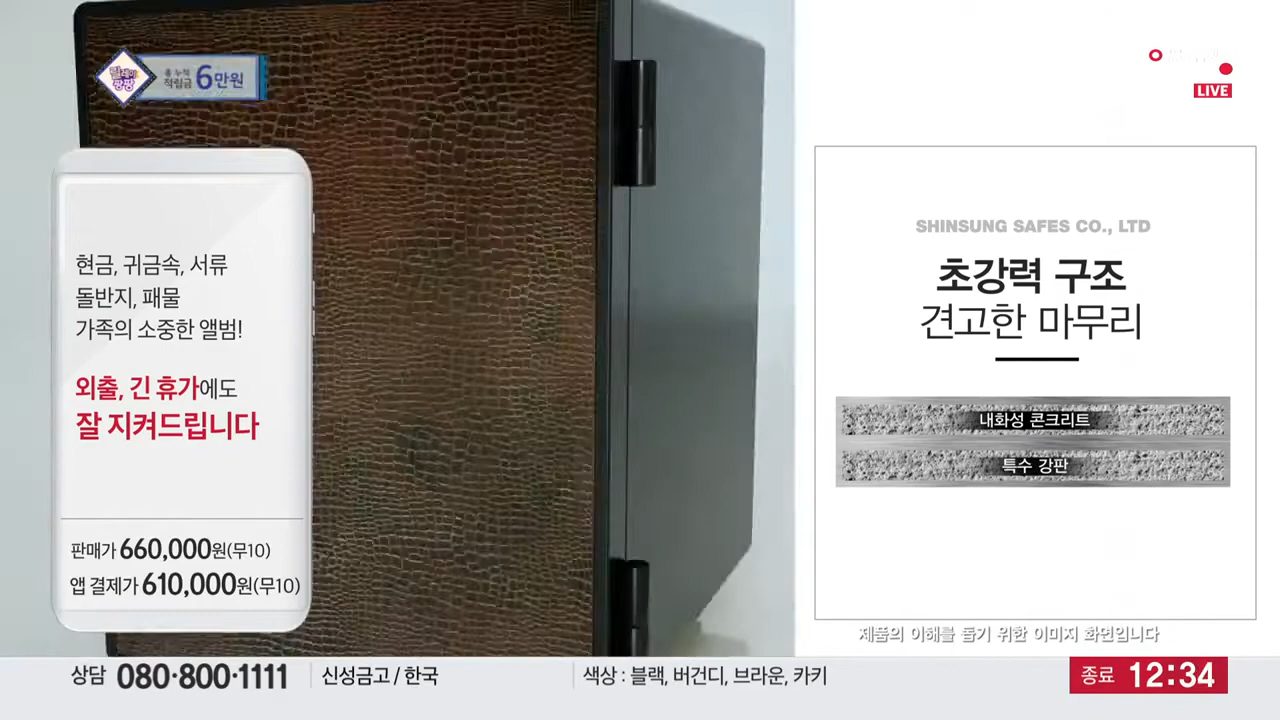 릴레이
팡팡
총 누적
적립금 6만원
LIVE
현금, 귀금속, 서류
돌반지, 패물
가족의 소중한 앨범!
외출, 긴 휴가에도
잘 지켜드립니다
판매가 660,000원(무10)
앱 결제가 610,000원(무10)
SHINSUNG SAFES CO., LTD
초강력 구조
견고한 마무리
내화성 콘크리트
특수 강판
제품의 이해를 돕기 위한 이미지 화면입니다
상담 080·800·1111
신성금고 / 한국
색상 : 블랙, 버건디, 브라운, 카키
종료 12:34